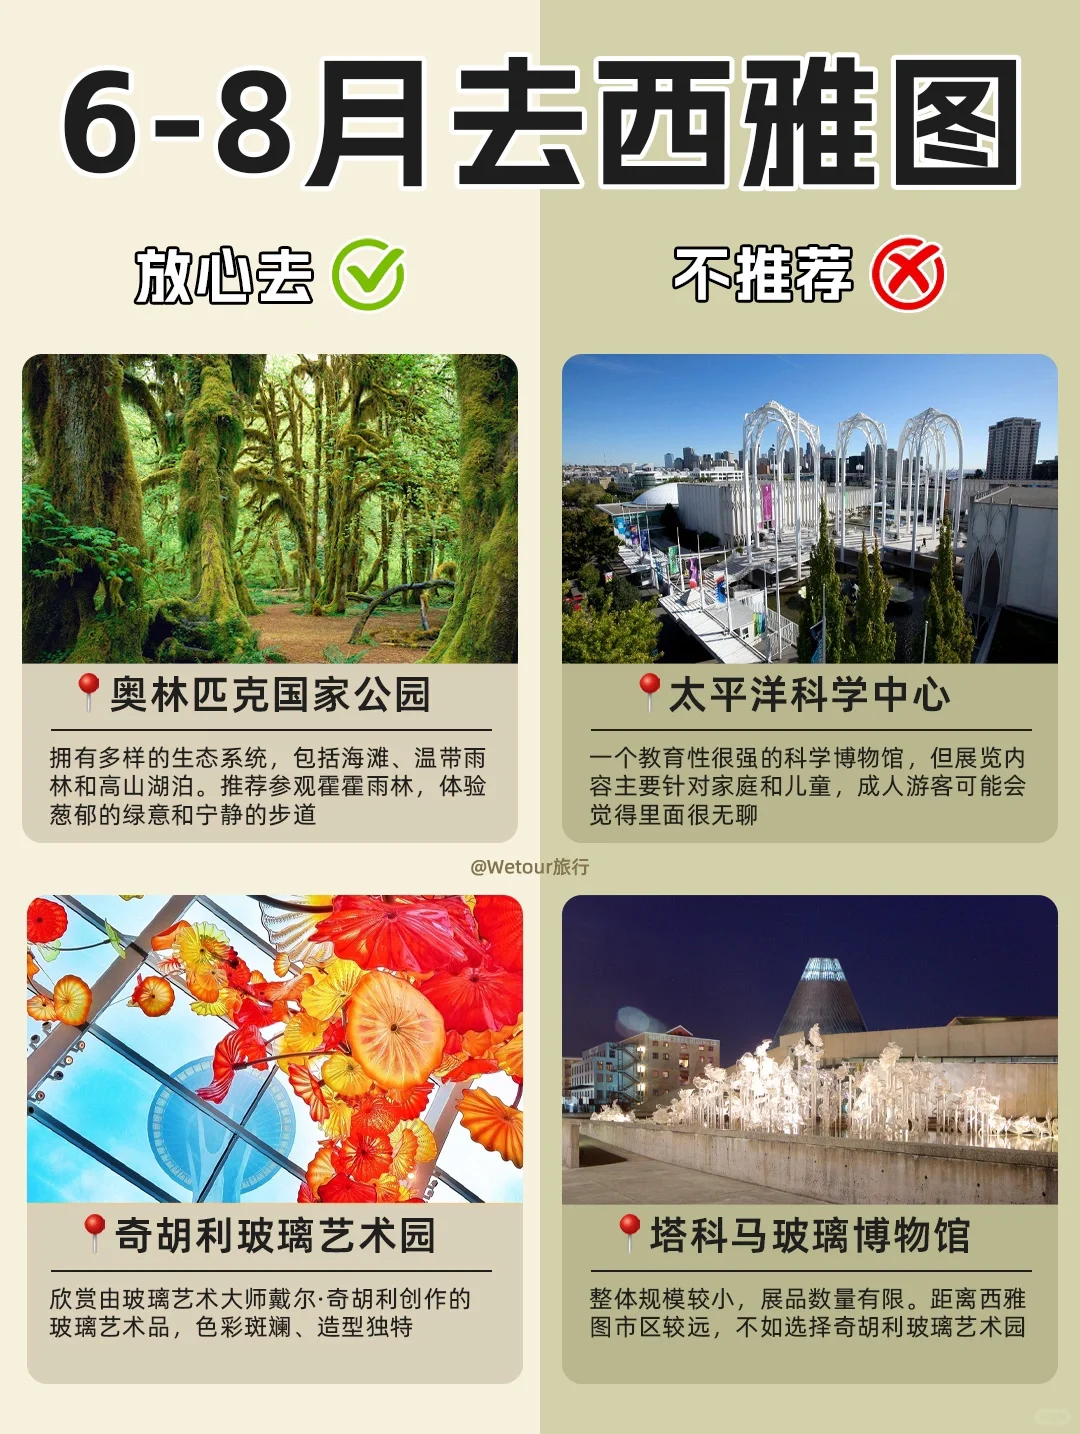 6-8月去西雅图
放心去
不推荐
奥林匹克国家公园
拥有多样的生态系统，包括海滩、温带雨
林和高山湖泊。推荐参观霍霍雨林，体验
葱郁的绿意和宁静的步道
太平洋科学中心
一个教育性很强的科学博物馆，但展览内
容主要针对家庭和儿童，成人游客可能会
觉得里面很无聊
@Wetour旅行
奇胡利玻璃艺术园
欣赏由玻璃艺术大师戴尔·奇胡利创作的
玻璃艺术品，色彩斑斓、造型独特
塔科马玻璃博物馆
整体规模较小，展品数量有限。距离西雅
图市区较远，不如选择奇胡利玻璃艺术园